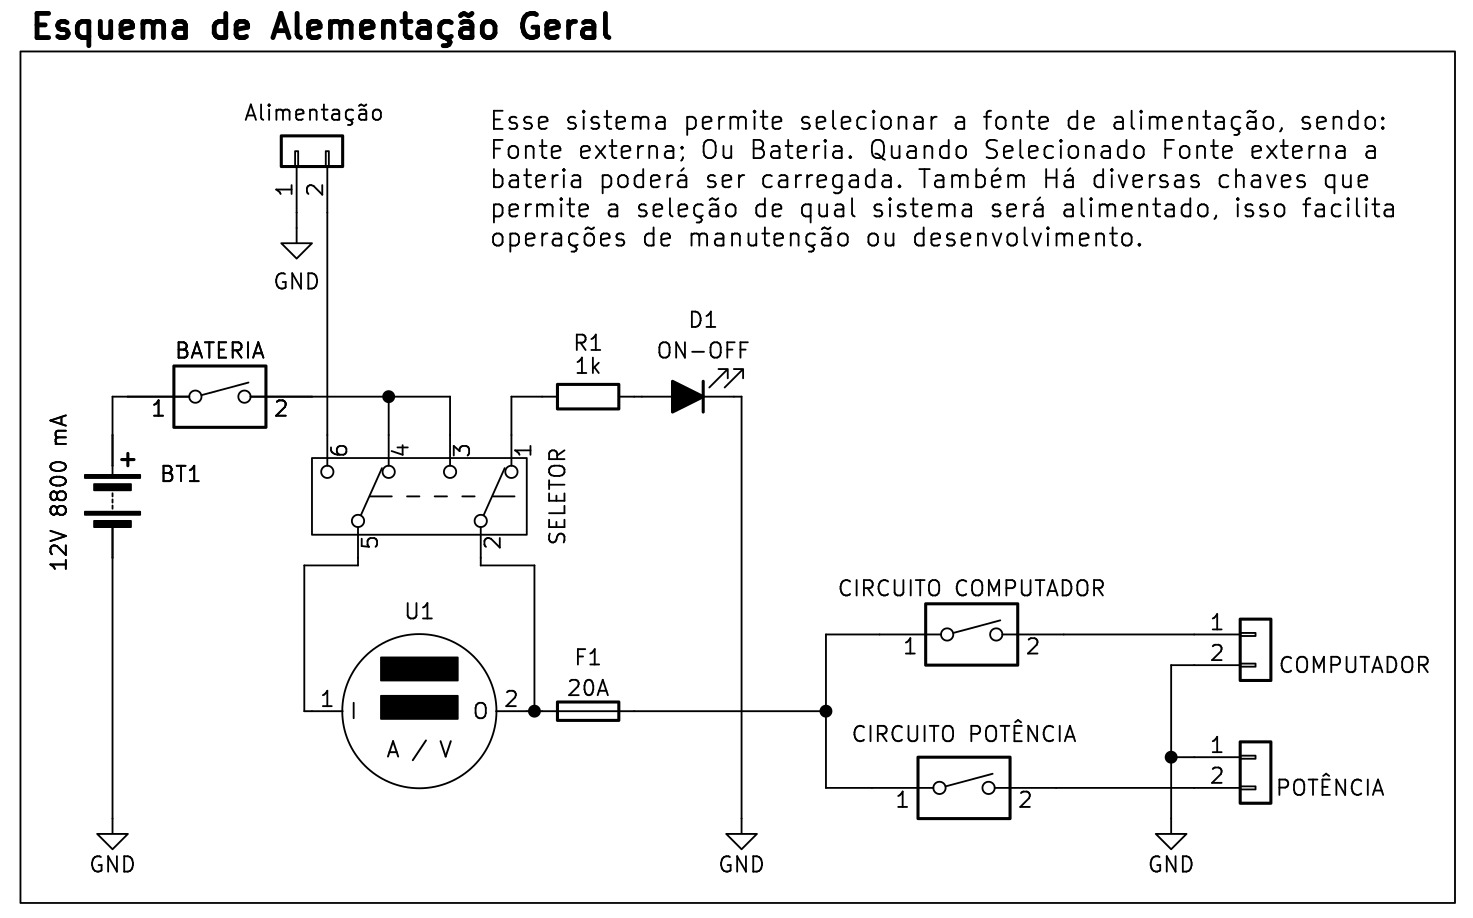 Esquema de Alementação Geral
Alimentação
Esse sistema permite selecionar a fonte de alimentação, sendo:
Fonte externa; Ou Bateria. Quando Selecionado Fonte externa a
bateria poderá ser carregada. Também Há diversas chaves que
permite a seleção de qual sistema será alimentado, isso facilita
operações de manutenção ou desenvolvimento.
1
2
GND
BATERIA
1
2
R1
1k
D1
ON-OFF
12V 8800 mA
+
BT1
6
4
3
1
SELETOR
5
2
U1
1
I
O
2
A / V
F1
20A
CIRCUITO COMPUTADOR
1
2
1
2
COMPUTADOR
CIRCUITO POTÊNCIA
1
2
1
2
POTÊNCIA
GND
GND
GND